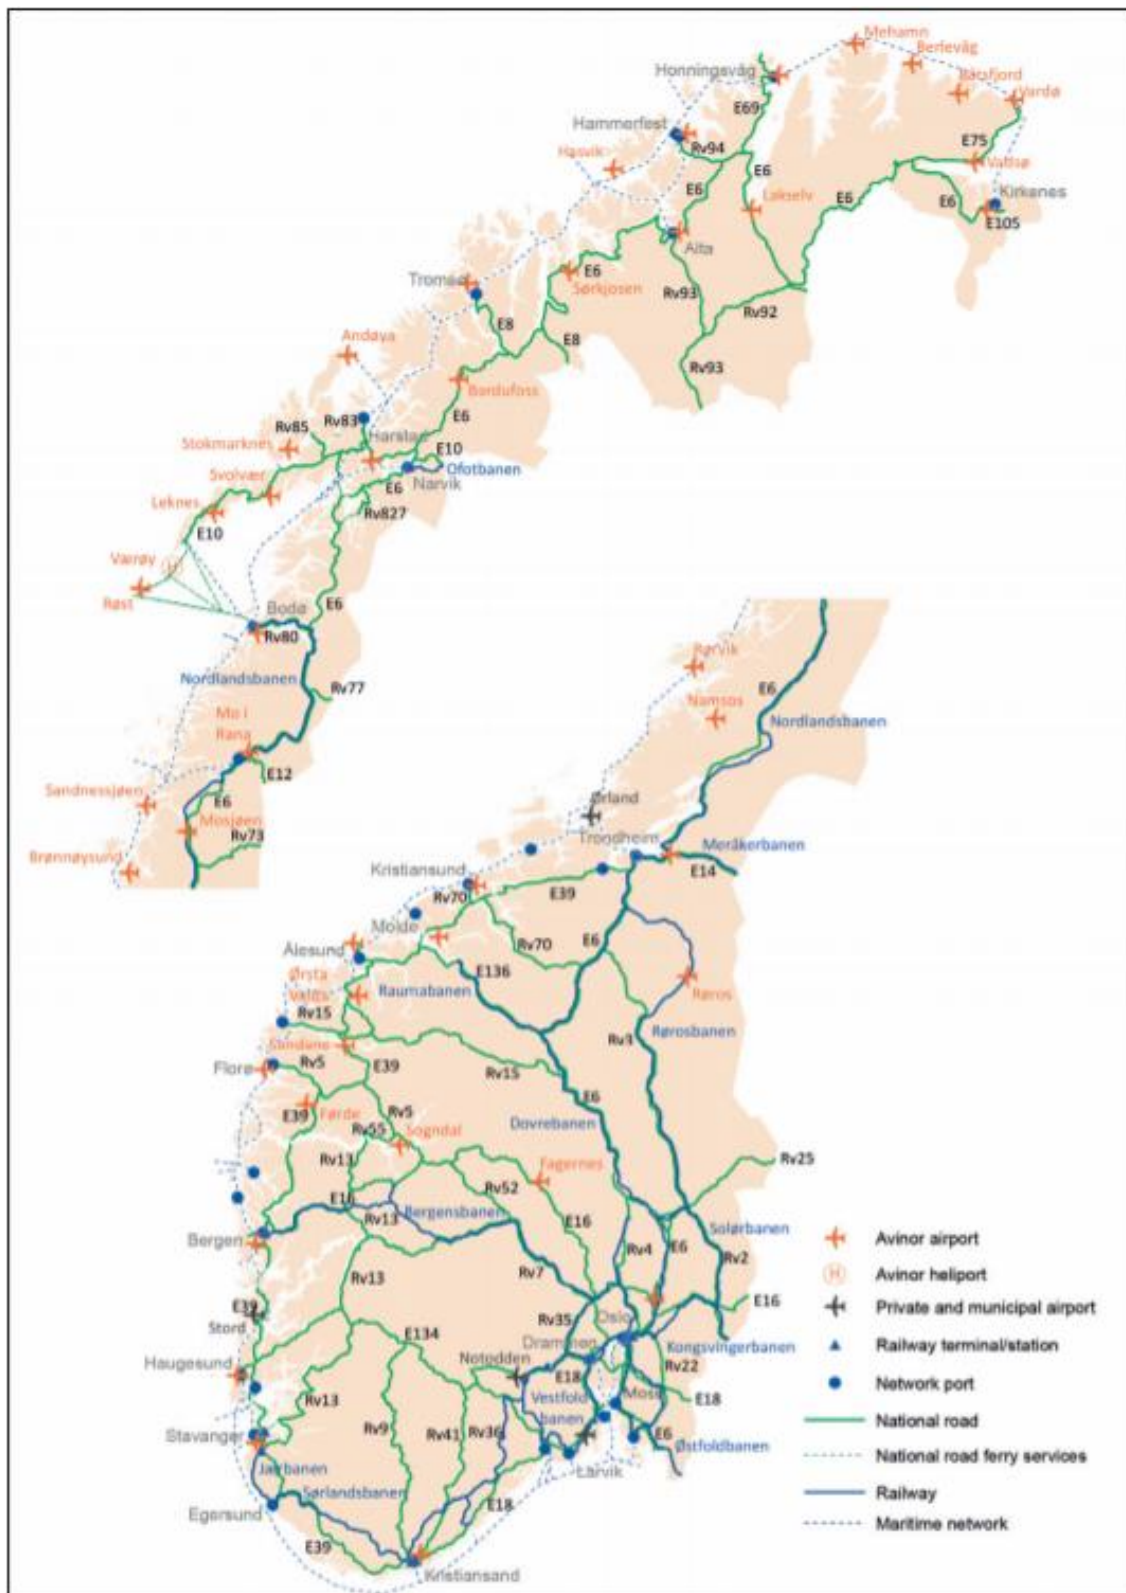 Mehamn
Berlevåg
Honningsvåg
Båtsfjord
Vardø
E69
Hammerfest
Rv94
E75
Hasvik
Vadsø
E6
E6
Lakselv
E6
E6
Kirkenes
E105
Alta
Tromsø
E6
Sørkjosen
Rv93
Rv92
E8
E8
Andøya
Rv93
Bardufoss
Rv83
E6
Rv85
Harstad
Stokmarknes
E10
Ofotbanen
Svolvær
Narvik
E6
Leknes
Rv827
E10
Værøy
H
Røst
E6
Bodø
Rv80
Nordlandsbanen
Rv77
Mo i
Rana
E12
Sandnessjøen
E6
Mosjøen
Rv73
Brønnøysund
Rørvik
E6
Namsos
Nordlandsbanen
Ørland
Trondheim
Meråkerbanen
E14
Kristiansund
Rv70
E39
Molde
Rv70
E6
Ålesund
E136
Ørsta
Volda
Raumabanen
Røros
Rv15
Rørosbanen
Sandane
Rv3
Florø
Rv5
E39
Rv15
E6
E39
Førde
Rv5
Dovrebanen
Rv55
Sogndal
Rv13
Fagernes
Rv25
Rv52
E16
Bergensbanen
Rv13
E16
Solørbanen
Bergen
Rv4
E6
Rv2
Rv13
Rv7
E39
Stord
E16
Rv35
Oslo
E134
Drammen
Kongsvingerbanen
Haugesund
Notodden
E18
Rv22
Rv13
Vestfold
banen
Moss
E18
Rv9
Rv41
Rv36
Stavanger
E6
Østfoldbanen
Jærbanen
Larvik
Sørlandsbanen
Egersund
E18
E39
Kristiansand
Avinor airport
H Avinor heliport
Private and municipal airport
Railway terminal/station
Network port
National road
National road ferry services
Railway
Maritime network